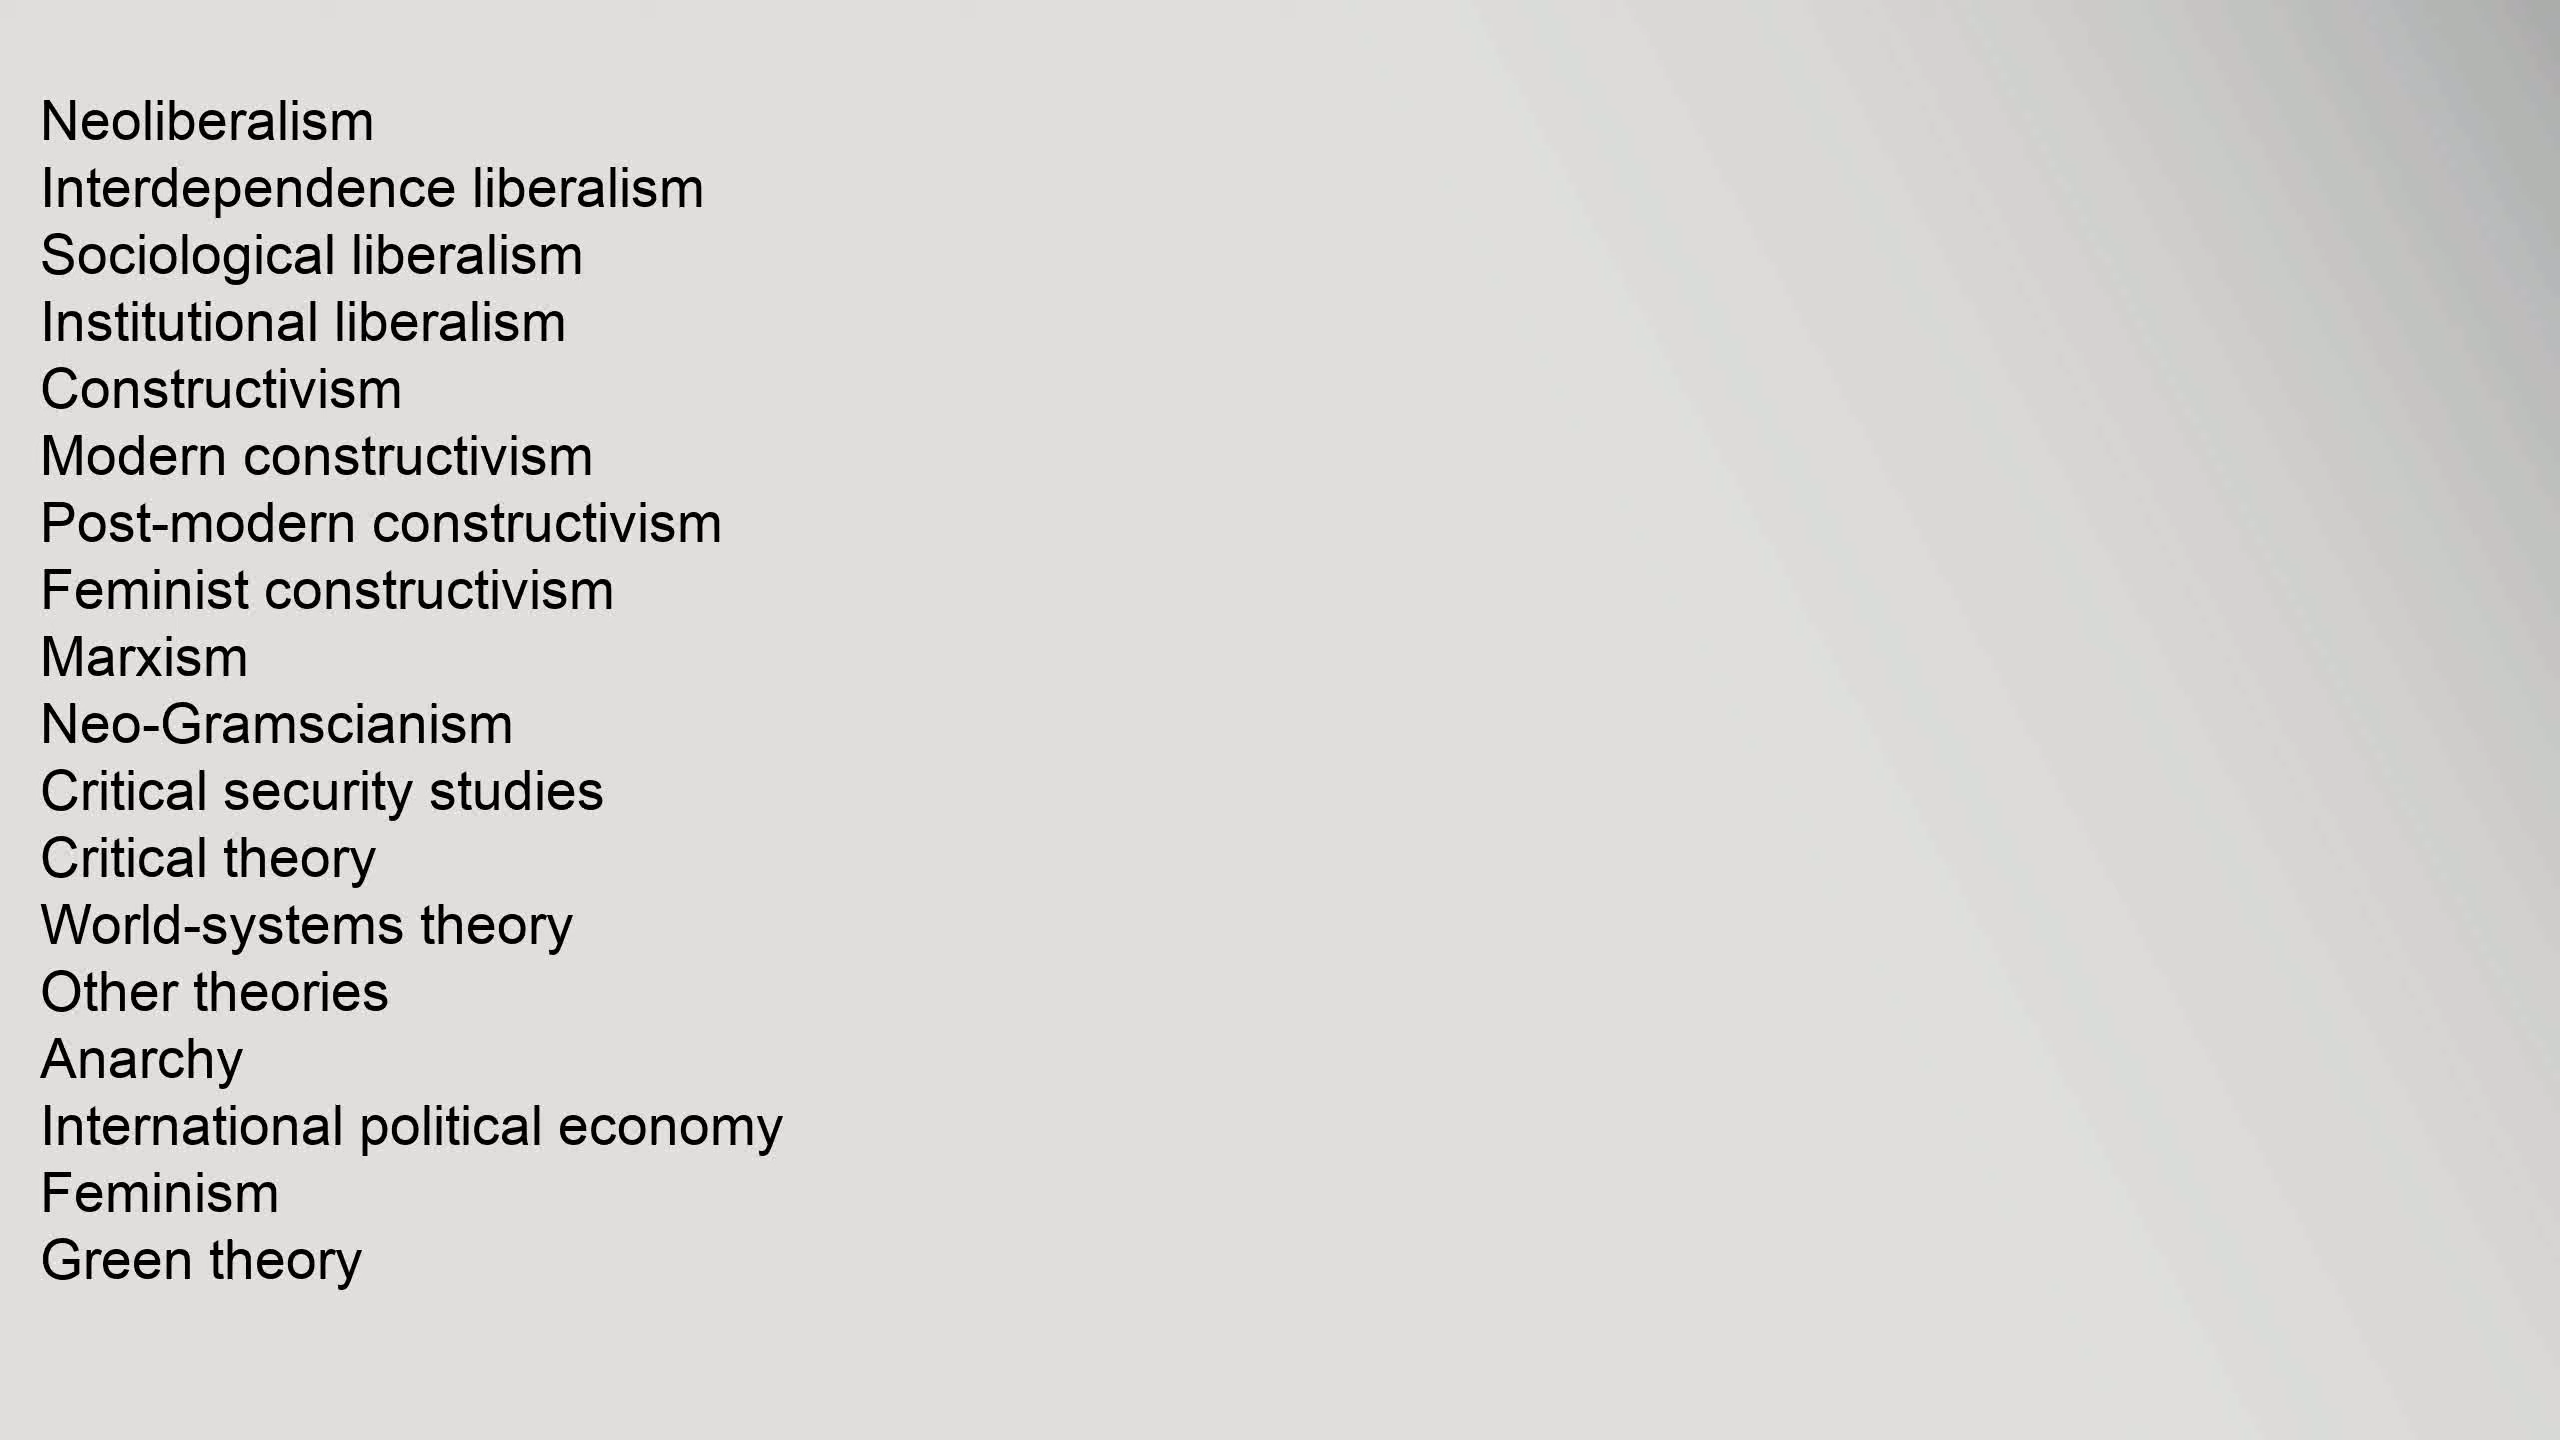 Neoliberalism
Interdependence liberalism
Sociological liberalism
Institutional liberalism
Constructivism
Modern constructivism
Post-modern constructivism
Feminist constructivism
Marxism
Neo-Gramscianism
Critical security studies
Critical theory
World-systems theory
Other theories
Anarchy
International political economy
Feminism
Green theory